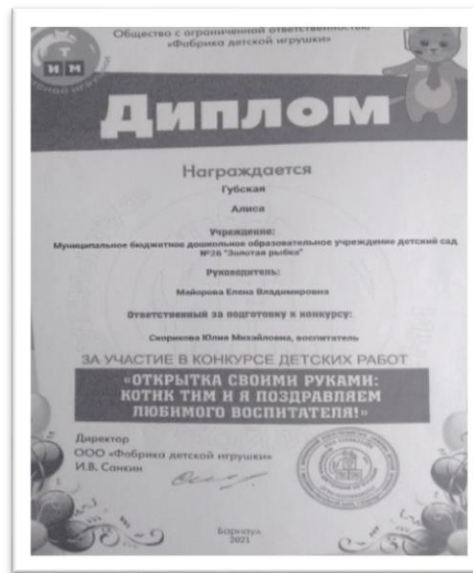 Общество с ограниченной ответственностью
«Фабрика детской игрушки»
ТИМ
Диплом
Награждается
Губская
Алиса
Учреждение:
Муниципальное бюджетное дошкольное образовательное учреждение детский сад
№26 "Золотая рыбка"
Руководитель:
Майорова Елена Владимировна
Ответственный за подготовку к конкурсу:
Скорикова Юлия Михайловна, воспитатель
ЗА УЧАСТИЕ В КОНКУРСЕ ДЕТСКИХ РАБОТ
«ОТКРЫТКА СВОИМИ РУКАМИ:
КОТИК ТИМ И Я ПОЗДРАВЛЯЕМ
ЛЮБИМОГО ВОСПИТАТЕЛЯ!»
Директор
ООО «Фабрика детской игрушки»
И.В. Санкин
Барнаул
2021